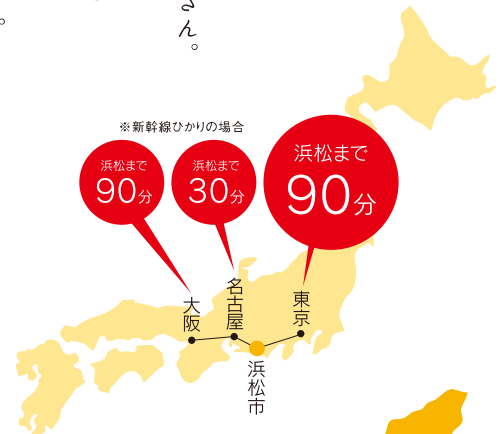 さん。
。
※新幹線ひかりの場合
浜松まで
90分
浜松まで
30分
浜松まで
90分
大阪
名古屋
東京
浜松市